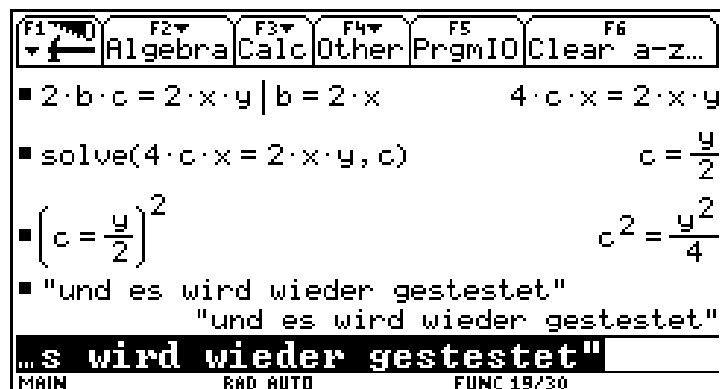 F1 F2 Algebra F3 Calc F4 Other F5 PrgmIO F6 Clear a-z…
▪ 2·b·c = 2·x·y | b = 2·x 4·c·x = 2·x·y
▪ solve(4·c·x = 2·x·y, c) c = y/2
▪ (c = y/2)² c² = y²/4
▪ "und es wird wieder gestestet"
"und es wird wieder gestestet"
…s wird wieder gestestet"
MAIN RAD AUTO FUNC 19/30